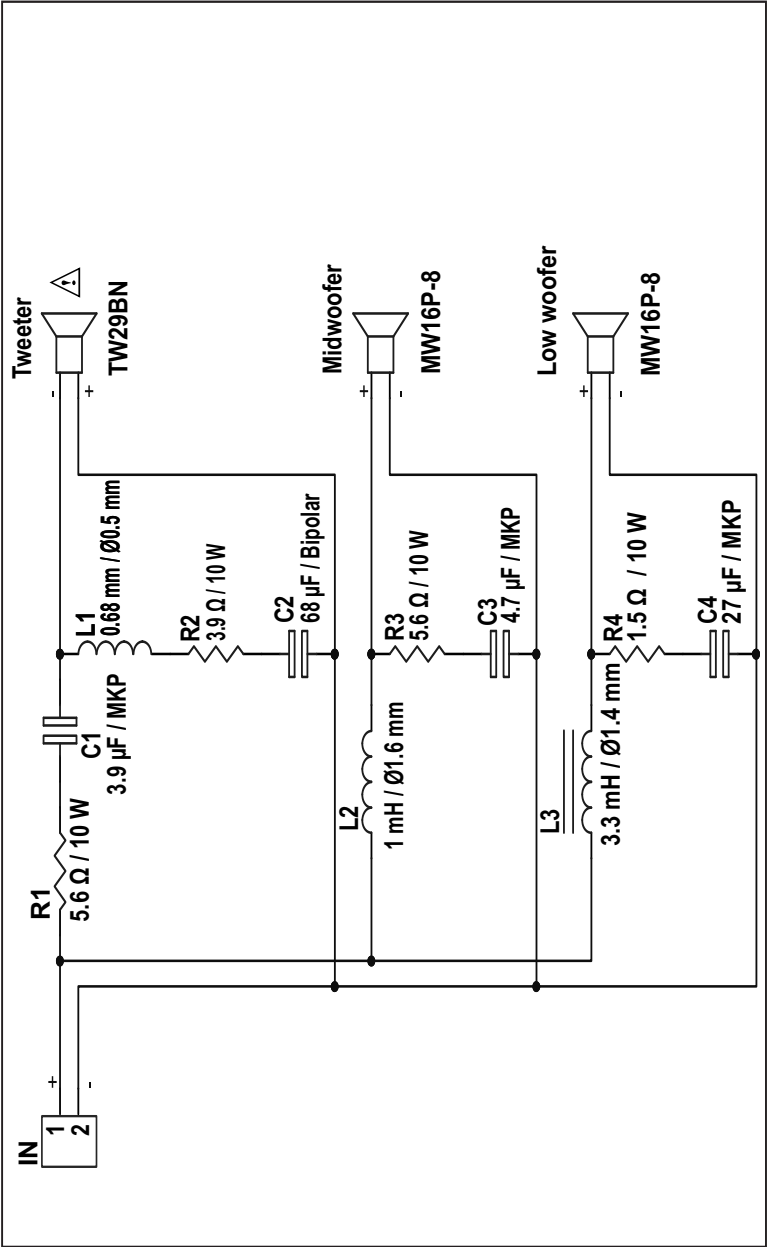 IN
1
2
+
-
R1
5.6 Ω / 10 W
C1
3.9 µF / MKP
L1
0.68 mm / Ø0.5 mm
R2
3.9 Ω / 10 W
C2
68 µF / Bipolar
-
+
Tweeter
!
TW29BN
L2
1 mH / Ø1.6 mm
R3
5.6 Ω / 10 W
C3
4.7 µF / MKP
+
-
Midwoofer
MW16P-8
L3
3.3 mH / Ø1.4 mm
R4
1.5 Ω / 10 W
C4
27 µF / MKP
+
-
Low woofer
MW16P-8